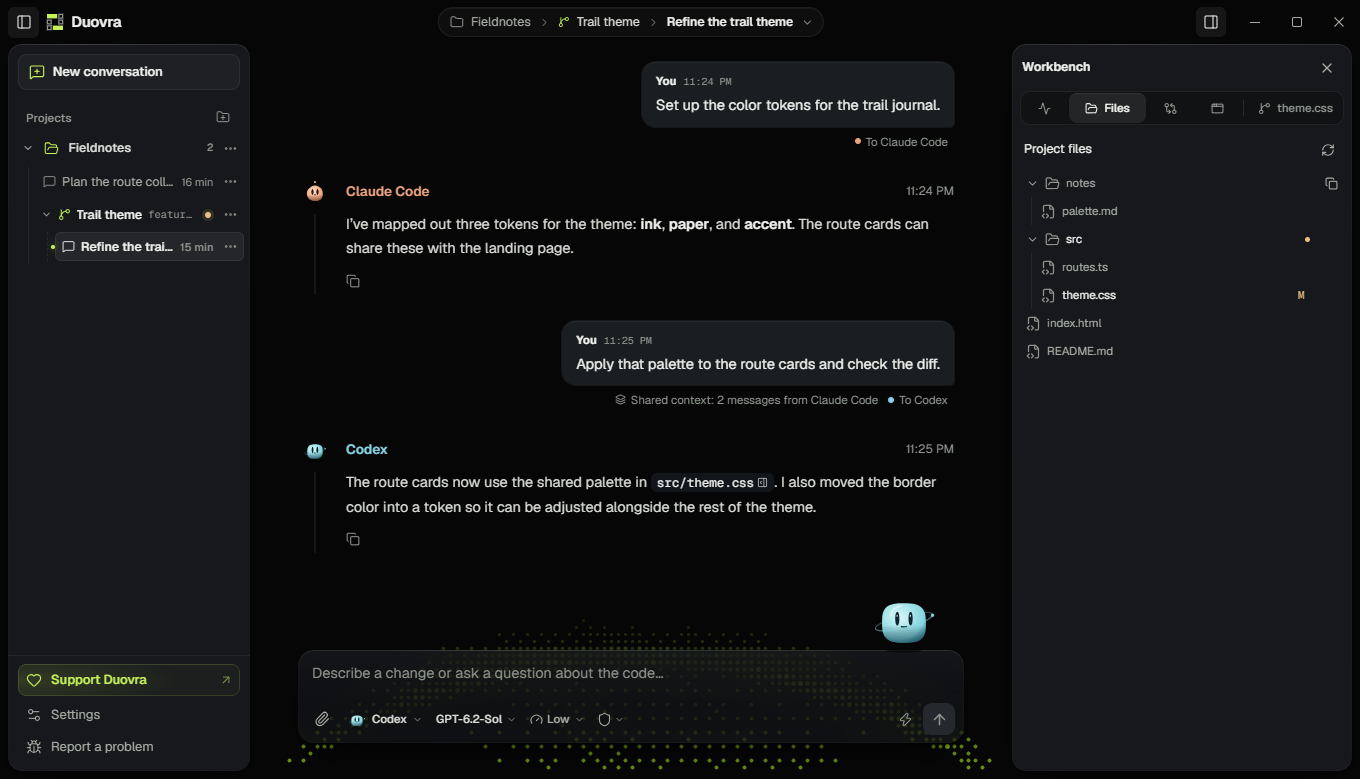 Duovra
Fieldnotes
Trail theme
Refine the trail theme
New conversation
Projects
Fieldnotes 2
Plan the route coll... 16 min
Trail theme featur...
Refine the trai... 15 min
Support Duovra
Settings
Report a problem
You 11:24 PM
Set up the color tokens for the trail journal.
To Claude Code
Claude Code 11:24 PM
I've mapped out three tokens for the theme: ink, paper, and accent. The route cards can
share these with the landing page.
You 11:25 PM
Apply that palette to the route cards and check the diff.
Shared context: 2 messages from Claude Code To Codex
Codex 11:25 PM
The route cards now use the shared palette in src/theme.css. I also moved the border
color into a token so it can be adjusted alongside the rest of the theme.
Describe a change or ask a question about the code...
Codex GPT-6.2-Sol Low
Workbench
Files theme.css
Project files
notes
palette.md
src
routes.ts
theme.css M
index.html
README.md